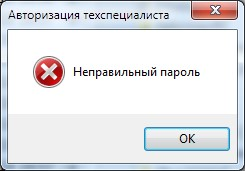 Авторизация техспециалиста
Неправильный пароль
OK